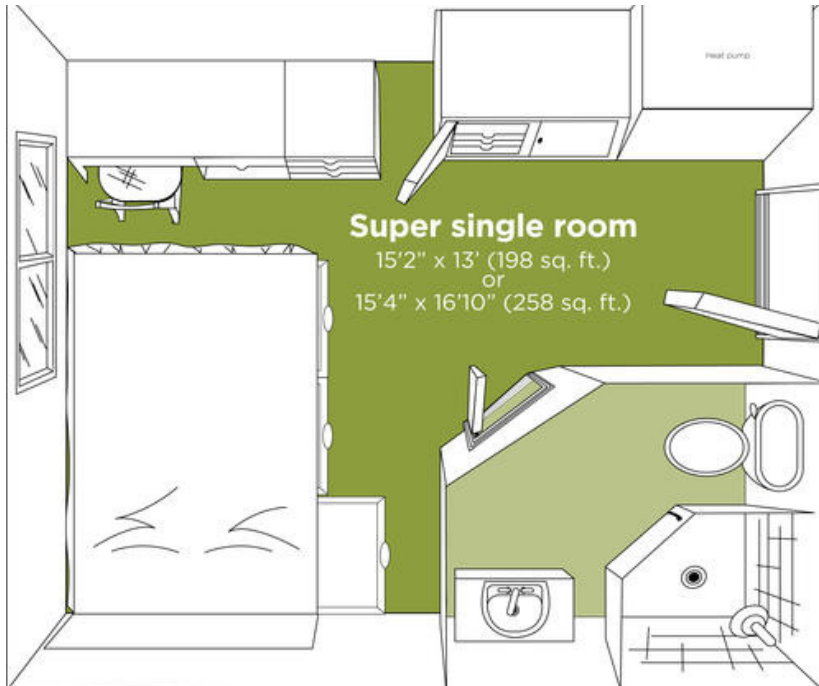 Heat pump
Super single room
15'2" x 13' (198 sq. ft.)
or
15'4" x 16'10" (258 sq. ft.)